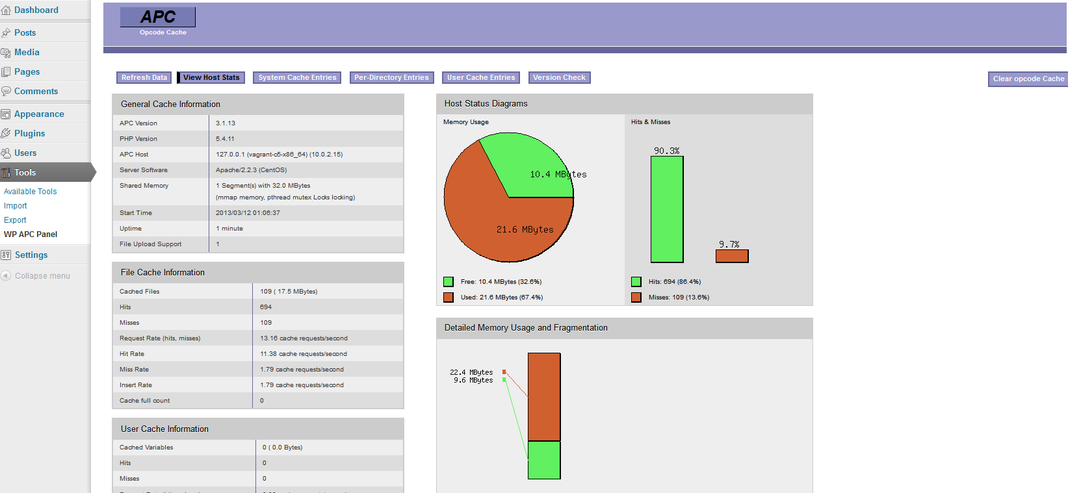 Dashboard
Posts
Media
Pages
Comments
Appearance
Plugins
Users
Tools
Available Tools
Import
Export
WP APC Panel
Settings
Collapse menu
APC
Opcode Cache
Refresh Data View Host Stats System Cache Entries Per-Directory Entries User Cache Entries Version Check Clear opcode Cache
General Cache Information
APC Version 3.1.13
PHP Version 5.4.11
APC Host 127.0.0.1 (vagrant-c5-x86_64) (10.0.2.15)
Server Software Apache/2.2.3 (CentOS)
Shared Memory 1 Segment(s) with 32.0 MBytes
(mmap memory, pthread mutex Locks locking)
Start Time 2013/03/12 01:06:37
Uptime 1 minute
File Upload Support 1
File Cache Information
Cached Files 109 ( 17.5 MBytes)
Hits 694
Misses 109
Request Rate (hits, misses) 13.16 cache requests/second
Hit Rate 11.38 cache requests/second
Miss Rate 1.79 cache requests/second
Insert Rate 1.79 cache requests/second
Cache full count 0
User Cache Information
Cached Variables 0 ( 0.0 Bytes)
Hits 0
Misses 0
Host Status Diagrams
Memory Usage
10.4 MBytes
21.6 MBytes
Free: 10.4 MBytes (32.6%)
Used: 21.6 MBytes (67.4%)
Hits & Misses
90.3%
9.7%
Hits: 694 (86.4%)
Misses: 109 (13.6%)
Detailed Memory Usage and Fragmentation
22.4 MBytes
9.6 MBytes